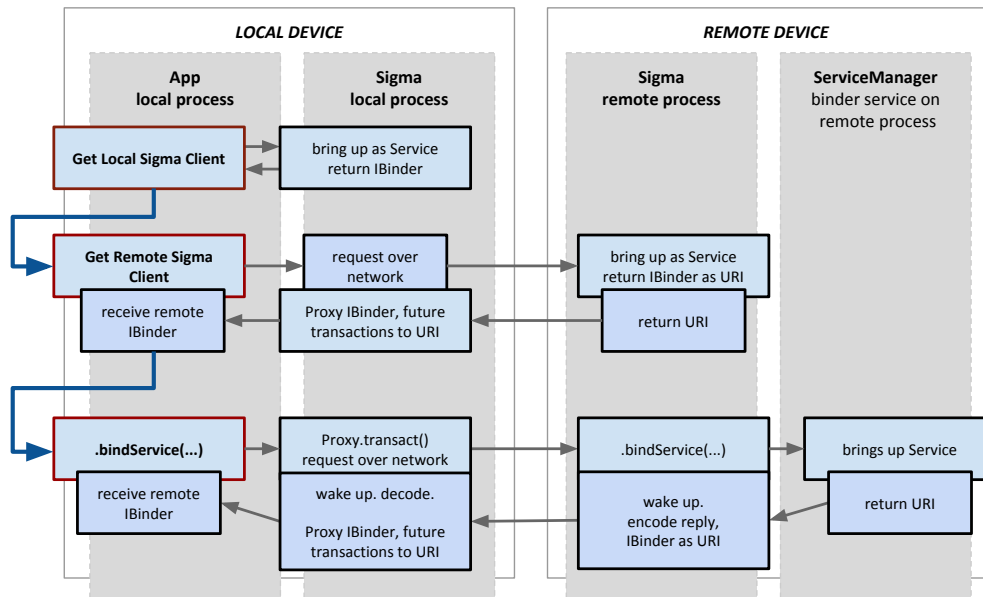 LOCAL DEVICE
REMOTE DEVICE
App
local process
Sigma
local process
Sigma
remote process
ServiceManager
binder service on
remote process
Get Local Sigma Client
bring up as Service
return IBinder
Get Remote Sigma
Client
request over
network
bring up as Service
return IBinder as URI
receive remote
IBinder
Proxy IBinder, future
transactions to URI
return URI
.bindService(...)
Proxy.transact()
request over network
.bindService(...)
brings up Service
receive remote
IBinder
wake up. decode.
Proxy IBinder, future
transactions to URI
wake up.
encode reply,
IBinder as URI
return URI